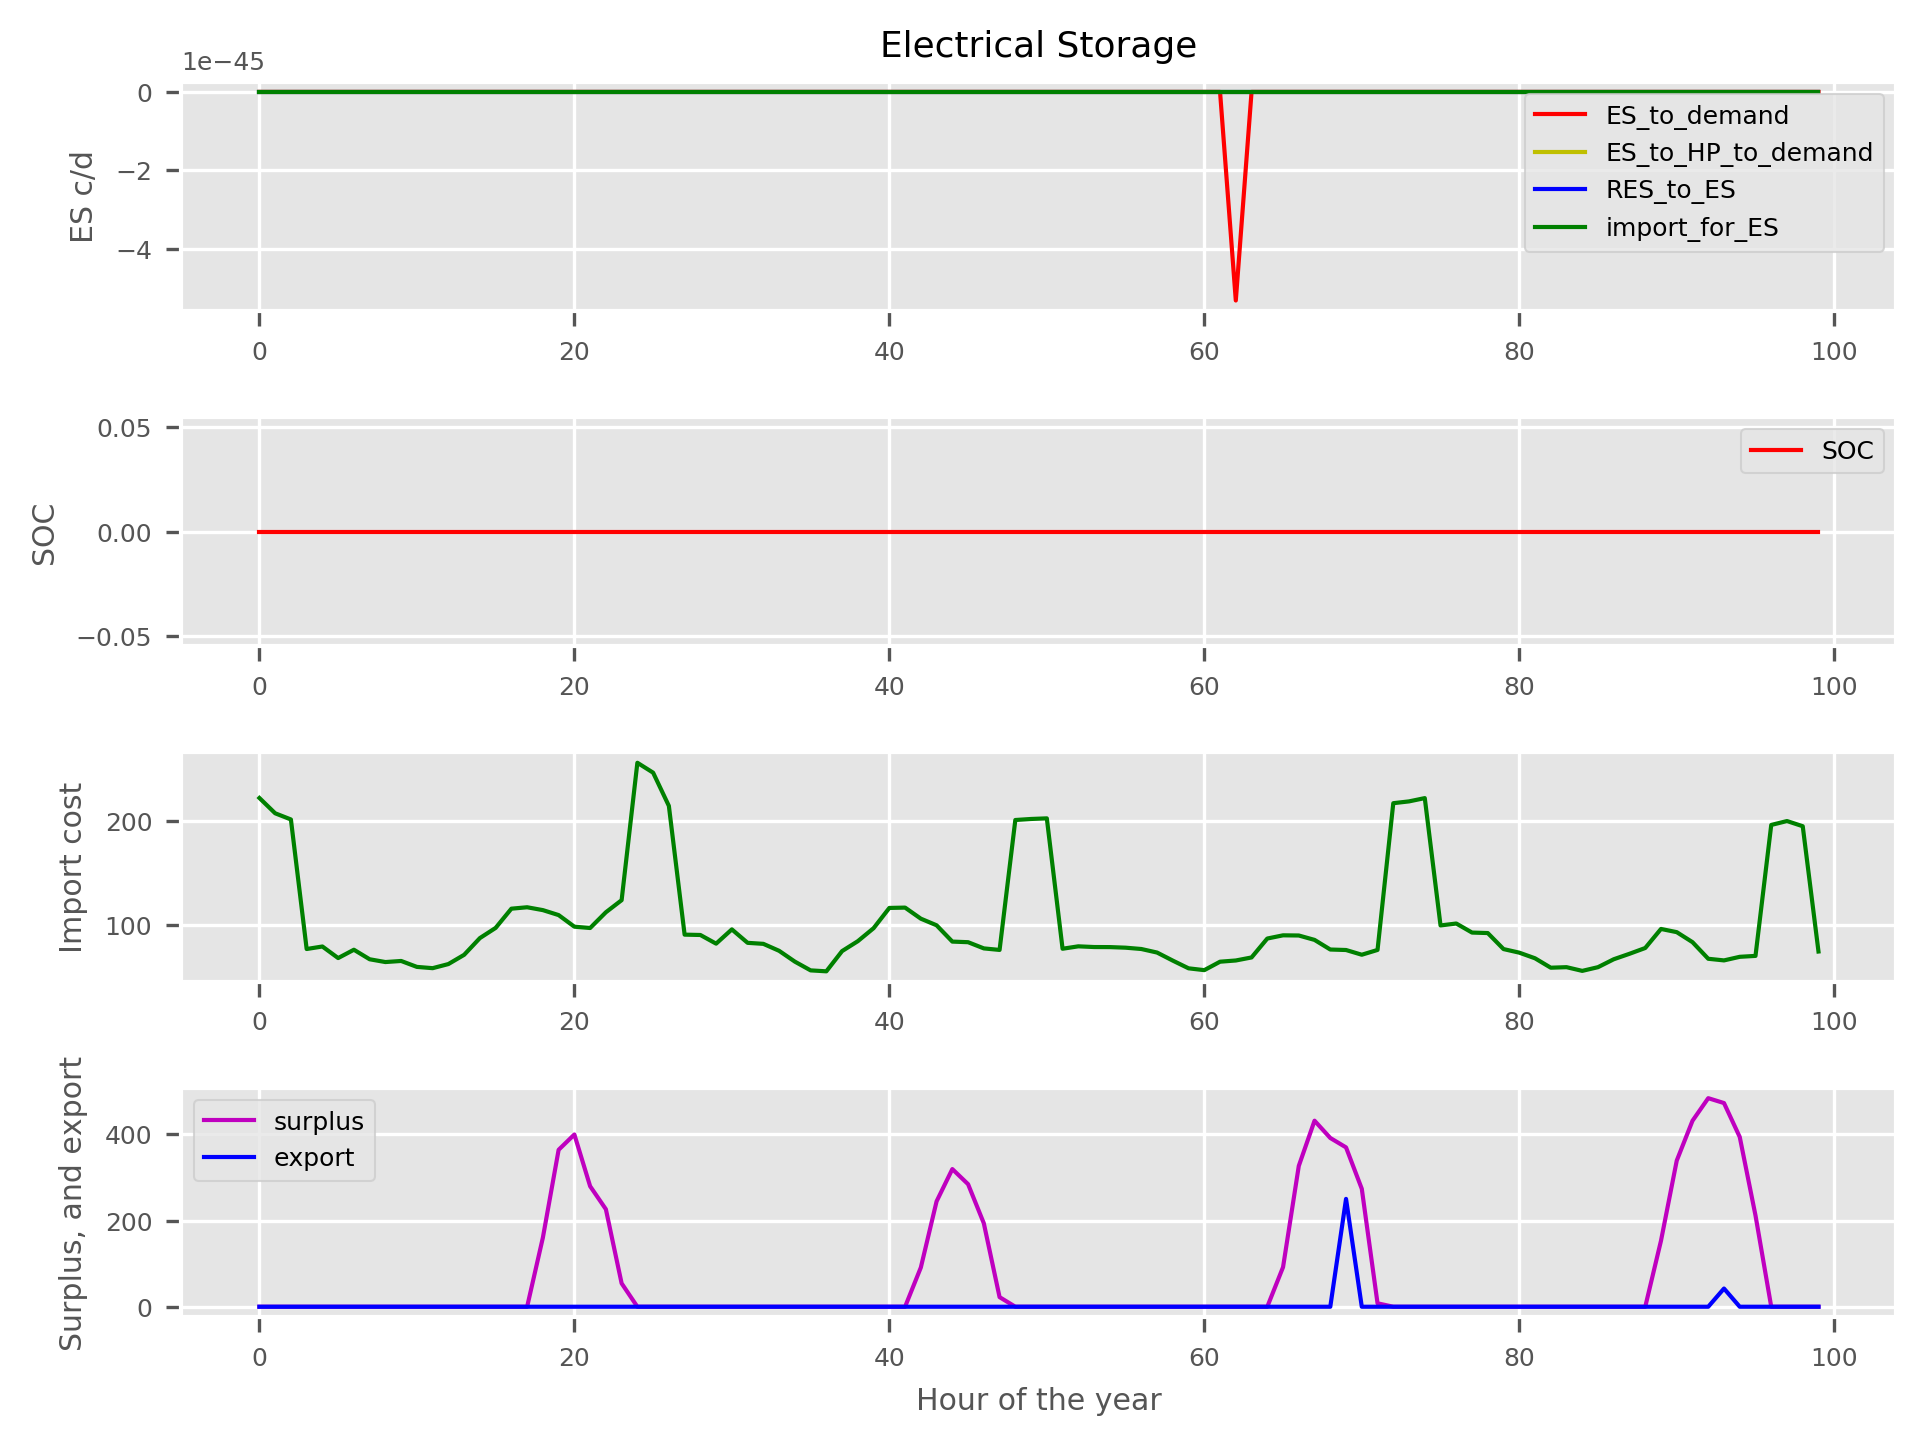 Electrical Storage
1e−45
0
−2
−4
ES c/d
ES_to_demand
ES_to_HP_to_demand
RES_to_ES
import_for_ES
0 20 40 60 80 100
0.05
0.00
−0.05
SOC
SOC
0 20 40 60 80 100
200
100
Import cost
0 20 40 60 80 100
400
200
0
Surplus, and export
surplus
export
0 20 40 60 80 100
Hour of the year